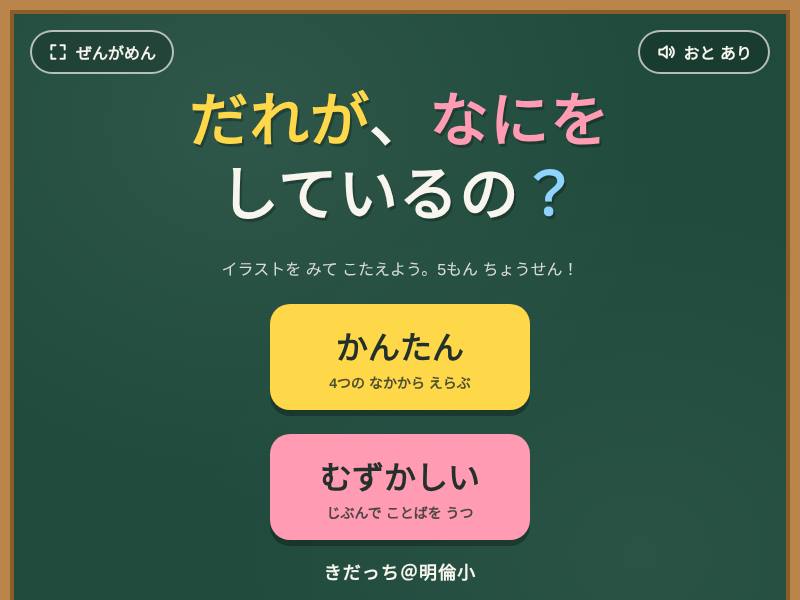 ぜんがめん
おと あり
だれが、なにを
しているの？
イラストを みて こたえよう。5もん ちょうせん！
かんたん
4つの なかから えらぶ
むずかしい
じぶんで ことばを うつ
きだっち＠明倫小